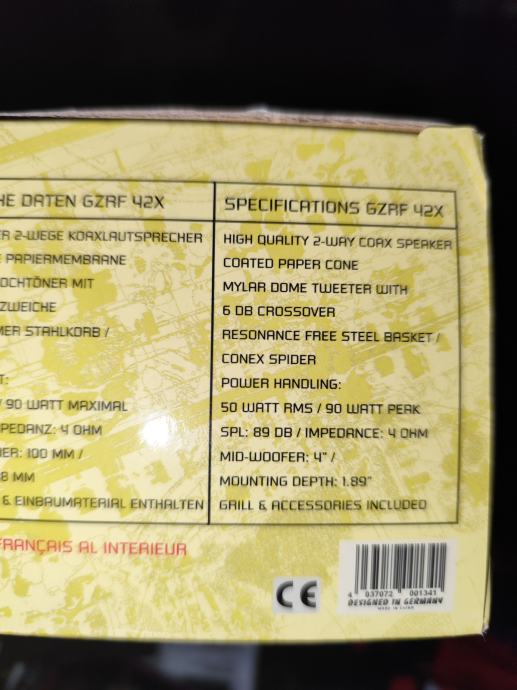 HE DATEN GZRF 42X
ER 2-WEGE KOAXLAUTSPRECHER
PAPIERMEMBRANE
OCHTÖNER MIT
ZWEICHE
MER STAHLKORB /
T:
/ 90 WATT MAXIMAL
PEDANZ: 4 OHM
ER: 100 MM /
8 MM
& EINBAUMATERIAL ENTHALTEN
SPECIFICATIONS GZRF 42X
HIGH QUALITY 2-WAY COAX SPEAKER
COATED PAPER CONE
MYLAR DOME TWEETER WITH
6 DB CROSSOVER
RESONANCE FREE STEEL BASKET /
CONEX SPIDER
POWER HANDLING:
50 WATT RMS / 90 WATT PEAK
SPL: 89 DB / IMPEDANCE: 4 OHM
MID-WOOFER: 4" /
MOUNTING DEPTH: 1.89"
GRILL & ACCESSORIES INCLUDED
FRANÇAIS AL INTERIEUR
CE
4 037072 001341
DESIGNED IN GERMANY
MADE IN CHINA